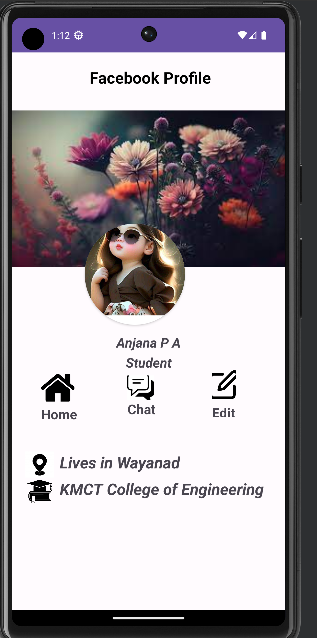 1:12
Facebook Profile
Anjana P A
Student
Home
Chat
Edit
Lives in Wayanad
KMCT College of Engineering